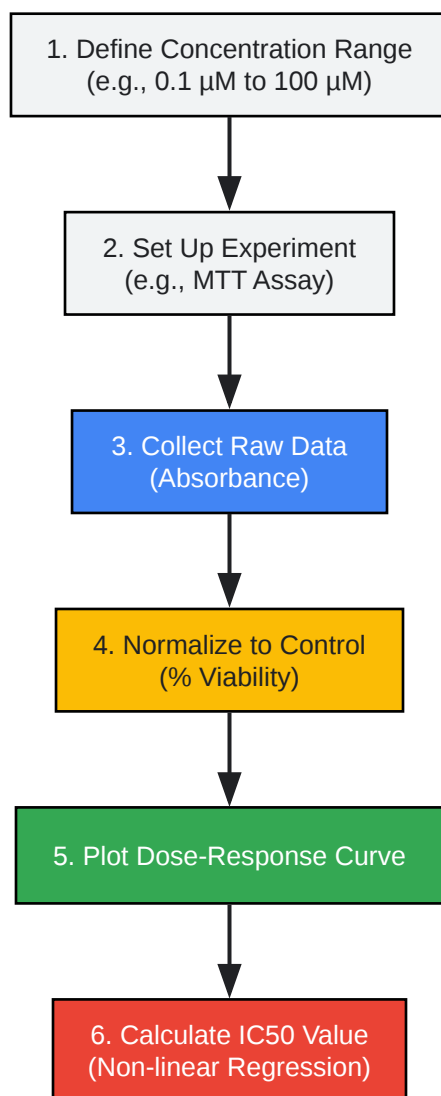 1. Define Concentration Range
(e.g., 0.1 µM to 100 µM)
2. Set Up Experiment
(e.g., MTT Assay)
3. Collect Raw Data
(Absorbance)
4. Normalize to Control
(% Viability)
5. Plot Dose-Response Curve
6. Calculate IC50 Value
(Non-linear Regression)